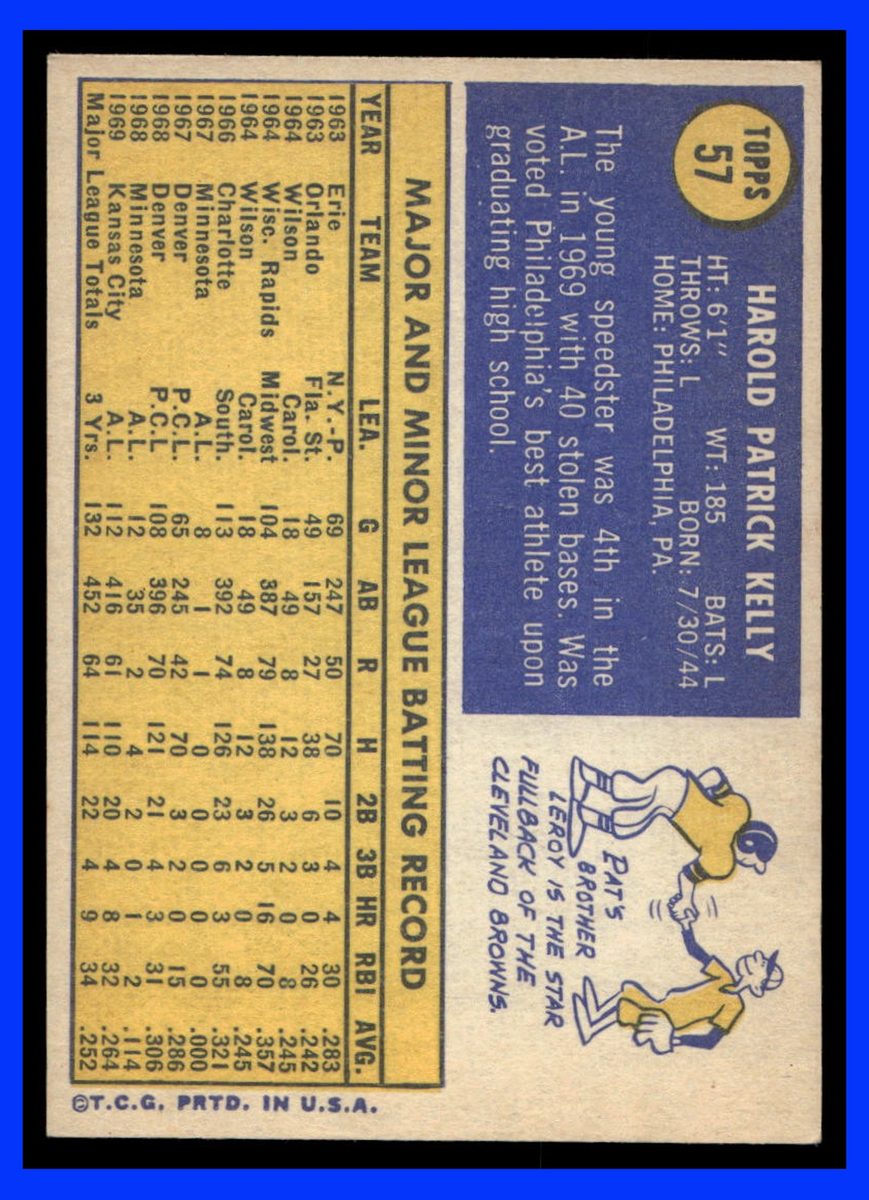 TOPPS
57
HAROLD PATRICK KELLY
HT: 6'1" WT: 185 BATS: L
THROWS: L BORN: 7/30/44
HOME: PHILADELPHIA, PA.
The young speedster was 4th in the
A.L. in 1969 with 40 stolen bases. Was
voted Philadelphia's best athlete upon
graduating high school.
PAT'S
BROTHER
LEROY IS THE STAR
FULLBACK OF THE
CLEVELAND BROWNS.
MAJOR AND MINOR LEAGUE BATTING RECORD
YEAR TEAM LEA. G AB R H 2B 3B HR RBI AVG.
1963 Erie N.Y.-P. 69 247 50 70 10 4 4 30 .283
1963 Orlando Fla. St. 49 157 27 38 6 3 0 26 .242
1964 Wilson Carol. 18 49 8 12 3 2 0 8 .245
1964 Wisc. Rapids Midwest 104 387 79 138 26 5 16 70 .357
1964 Wilson Carol. 18 49 8 12 3 2 0 8 .245
1966 Charlotte South. 113 392 74 126 23 6 3 55 .321
1967 Minnesota A.L. 8 1 1 0 0 0 0 0 .000
1967 Denver P.C.L. 65 245 42 70 3 2 0 15 .286
1968 Denver P.C.L 108 396 70 121 21 4 3 31 .306
1968 Minnesota A.L. 12 35 2 4 2 0 1 2 .114
1969 Kansas City A.L. 112 416 61 110 20 4 8 32 .264
Major League Totals 3 Yrs. 132 452 64 114 22 4 9 34 .252
©T.C.G. PRTD. IN U.S.A.